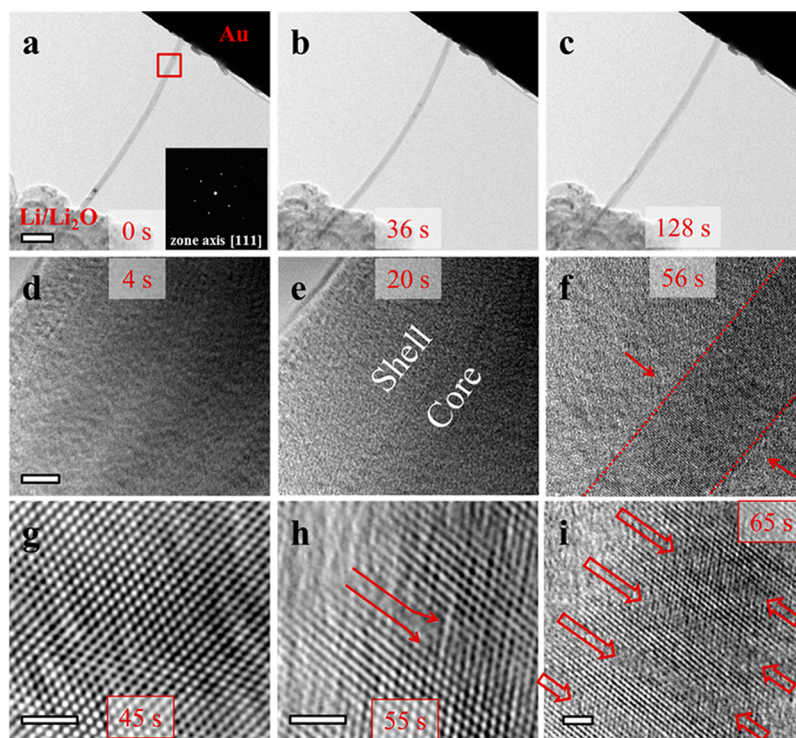 a
Au
Li/Li₂O
0 s
zone axis [111]
b
36 s
c
128 s
d
4 s
e
20 s
Shell
Core
f
56 s
g
45 s
h
55 s
i
65 s